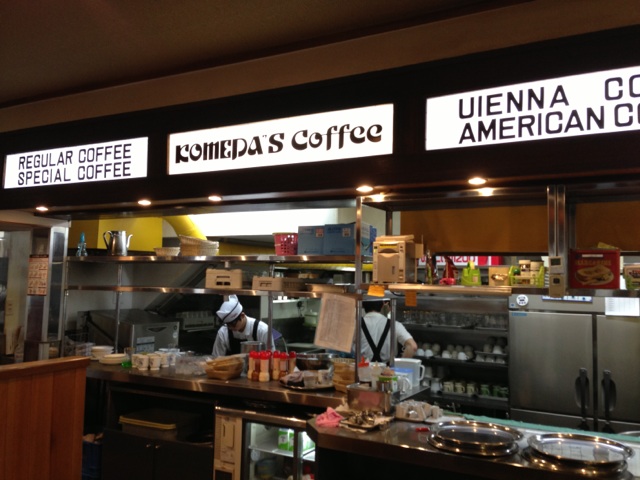 REGULAR COFFEE
SPECIAL COFFEE
KOMEDA"S Coffee
UIENNA CO
AMERICAN CO